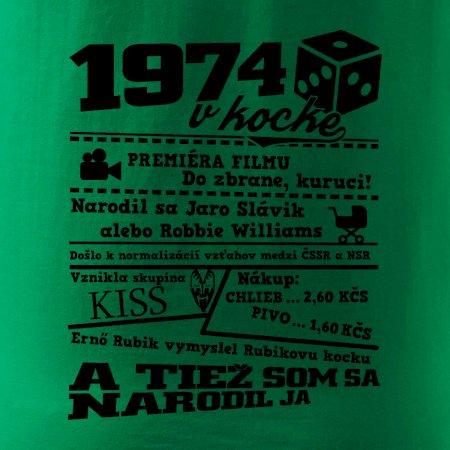 1974
v kocke
PREMIÉRA FILMU
Do zbrane, kuruci!
Narodil sa Jaro Slávik
alebo Robbie Williams
Došlo k normalizácií vzťahov medzi ČSSR a NSR
Vznikla skupina
KISS
Nákup:
CHLIEB ... 2,60 KČS
PIVO ... 1,60 KČS
Ernő Rubik vymyslel Rubikovu kocku
A TIEŽ SOM SA
NARODIL JA